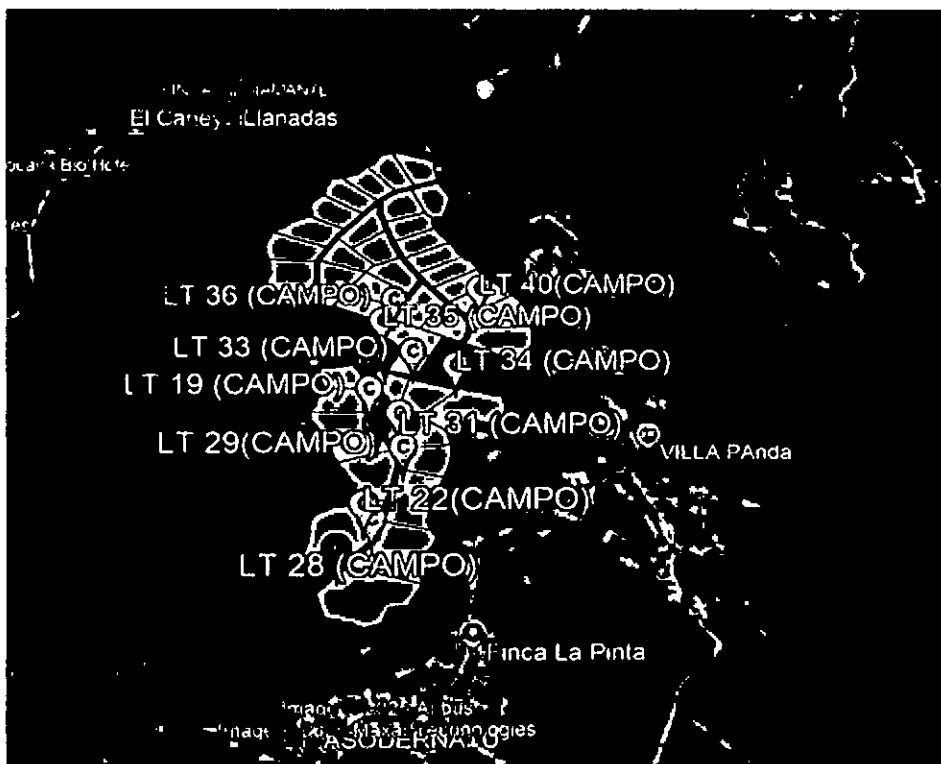 El Caney
Llanadas
LT 36 (CAMPO)
LT 40(CAMPO)
LT 35 (CAMPO)
LT 33 (CAMPO)
LT 34 (CAMPO)
LT 19 (CAMPO)
LT 31 (CAMPO)
LT 29(CAMPO)
VILLA PAnda
LT 22(CAMPO)
LT 28 (CAMPO)
Finca La Pinta
Maxar Technologies